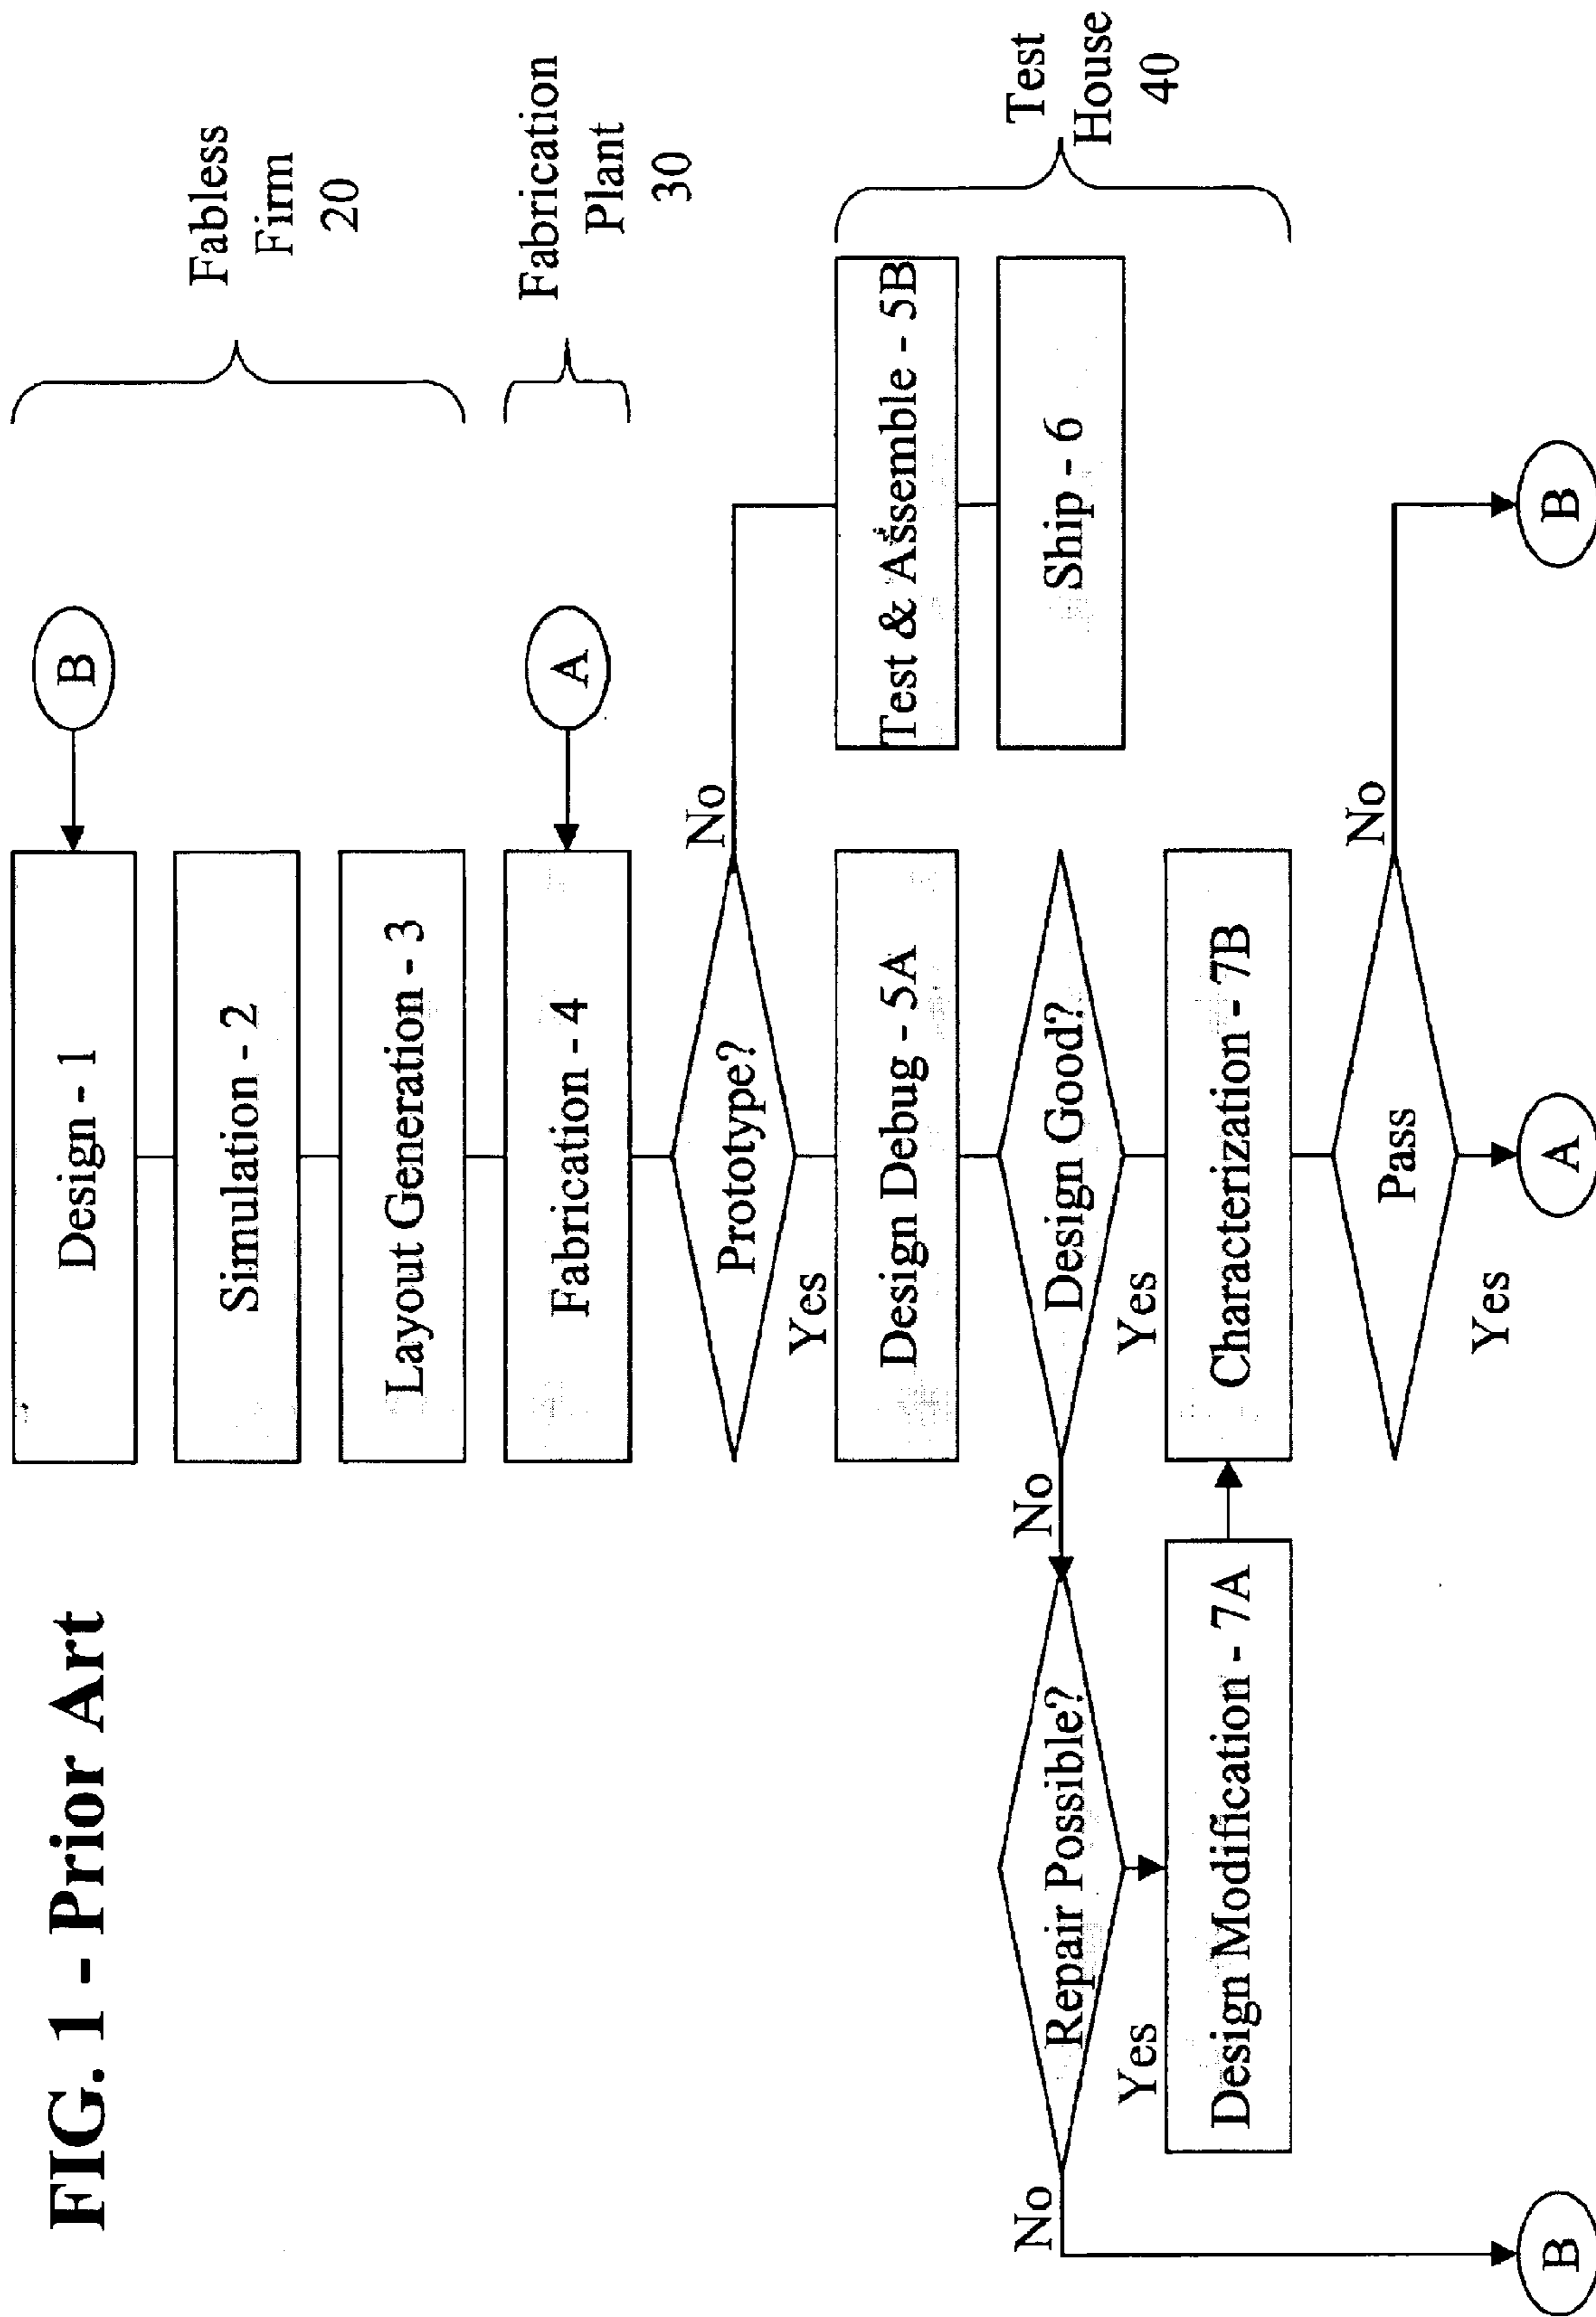 FIG. 1 - Prior Art
B
Design - 1
Fabless
Firm
20
Simulation - 2
Layout Generation - 3
A
Fabrication - 4
Fabrication
Plant
30
Prototype?
No
Yes
Design Debug - 5A
Test & Assemble - 5B
Test
House
40
Design Good?
No
Yes
Repair Possible?
No
Yes
Ship - 6
Design Modification - 7A
Characterization - 7B
Pass
No
Yes
B
A
B